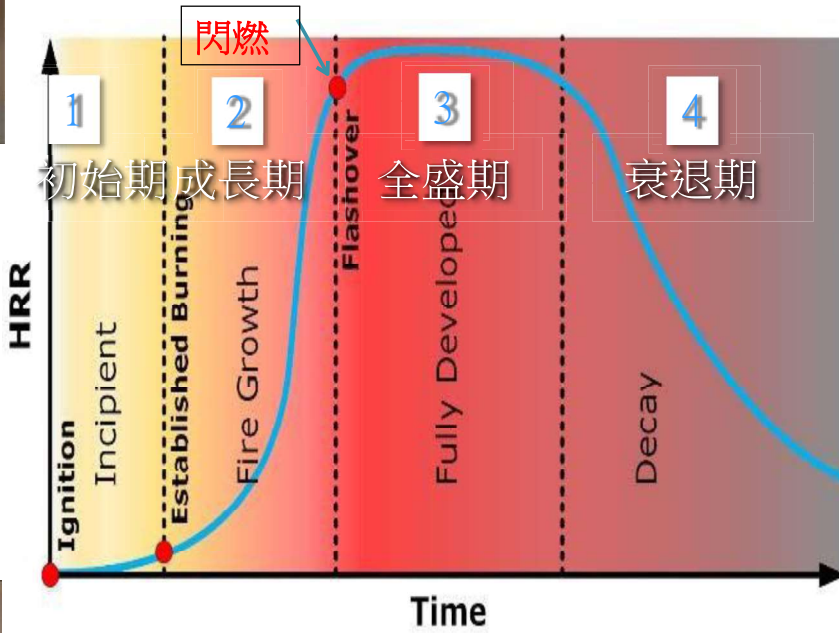 閃燃
1
2
3
4
初始期
成長期
全盛期
衰退期
HRR
Ignition
Incipient
Established Burning
Fire Growth
Flashover
Fully Developed
Decay
Time